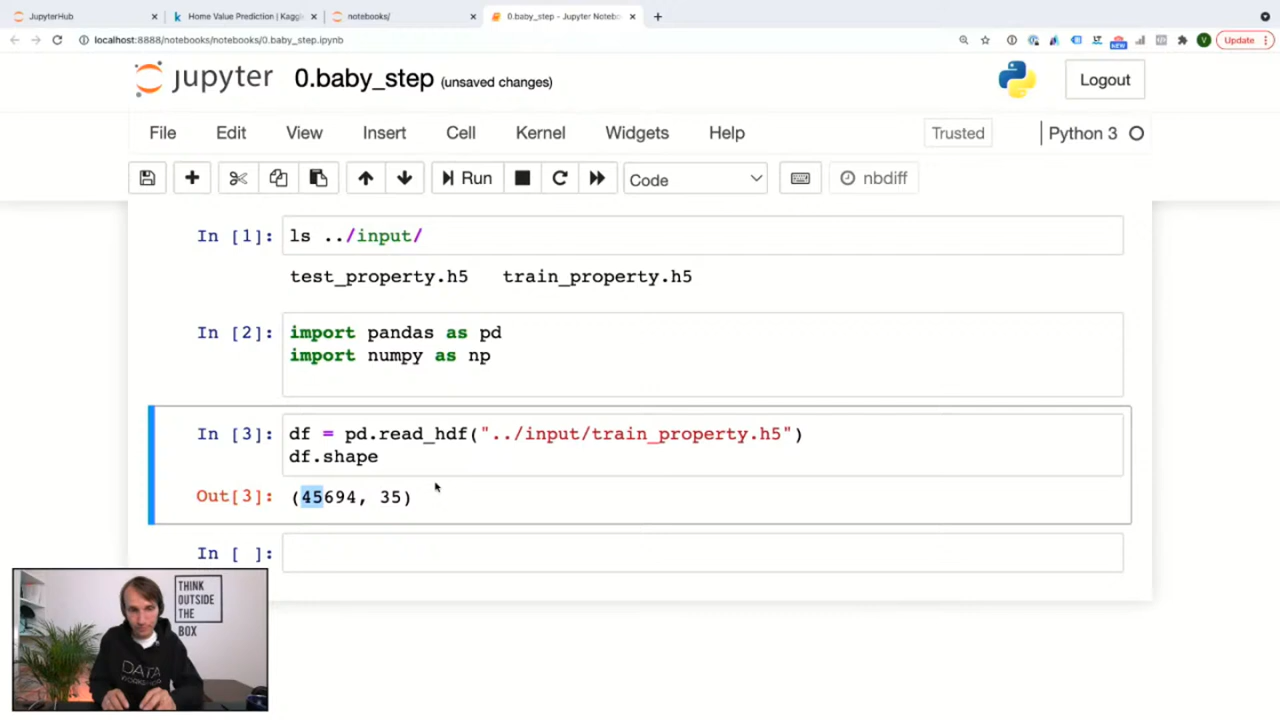 JupyterHub
Home Value Prediction | Kaggl
notebooks/
0.baby_step - Jupyter Notebo
localhost:8888/notebooks/notebooks/0.baby_step.ipynb
NEW
V
Update
jupyter
0.baby_step (unsaved changes)
Logout
File Edit View Insert Cell Kernel Widgets Help
Trusted
Python 3
Run
Code
nbdiff
In [1]: ls ../input/
test_property.h5 train_property.h5
In [2]: import pandas as pd
import numpy as np
In [3]: df = pd.read_hdf("../input/train_property.h5")
df.shape
Out[3]: (45694, 35)
In [ ]:
THINK
OUTSIDE
THE
BOX
DATA